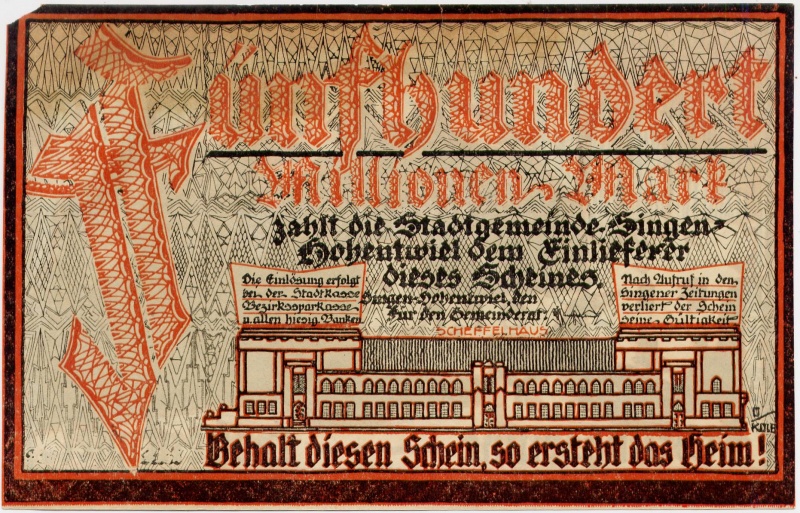 Fünfhundert
Millionen-Mark
zahlt die Stadtgemeinde-Singen=
Hohentwiel dem Einlieferer
dieses Scheines.
Singen-Hohentwiel, den
Für den Gemeinderat:
Die Einlösung erfolgt
bei der Stadtkasse
Bezirkssparkasse
u. allen hiesig. Banken
Nach Aufruf in den
Singener Zeitungen
verliert der Schein
seine Gültigkeit
SCHEFFELHAUS
Behalt diesen Schein, so ersteht das Heim!